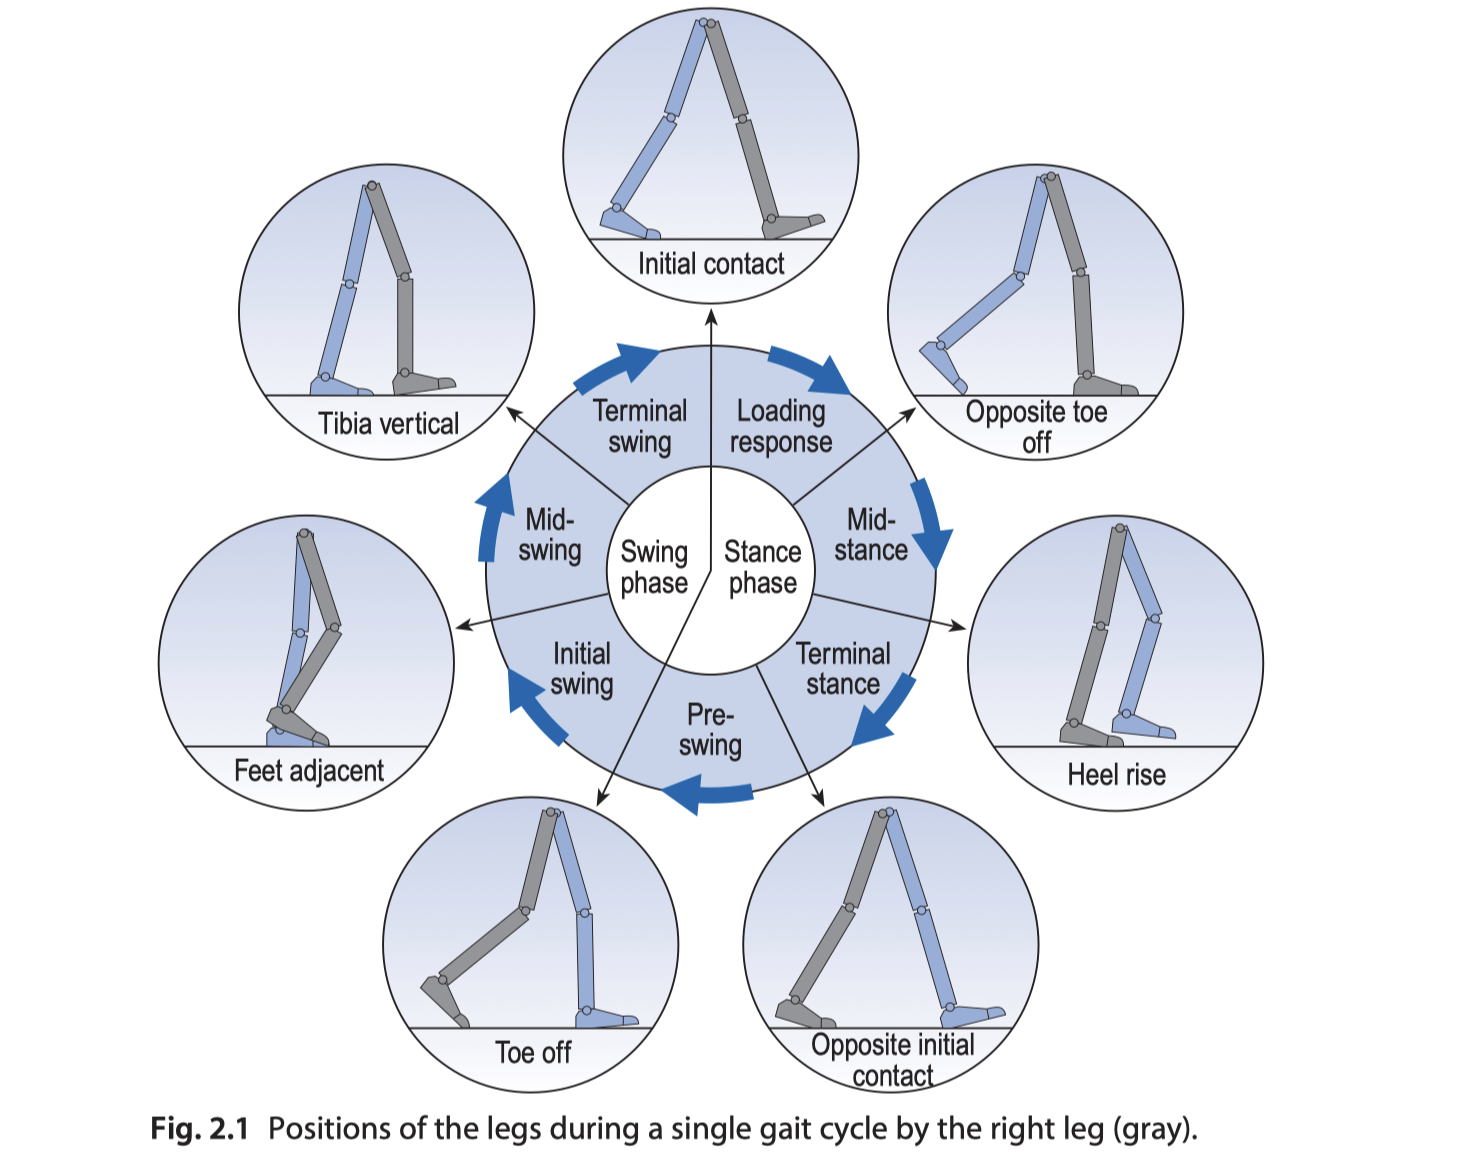 Initial contact
Opposite toe
off
Heel rise
Opposite initial
contact
Toe off
Feet adjacent
Tibia vertical
Loading
response
Mid-
stance
Terminal
stance
Pre-
swing
Initial
swing
Mid-
swing
Terminal
swing
Swing
phase
Stance
phase
Fig. 2.1 Positions of the legs during a single gait cycle by the right leg (gray).